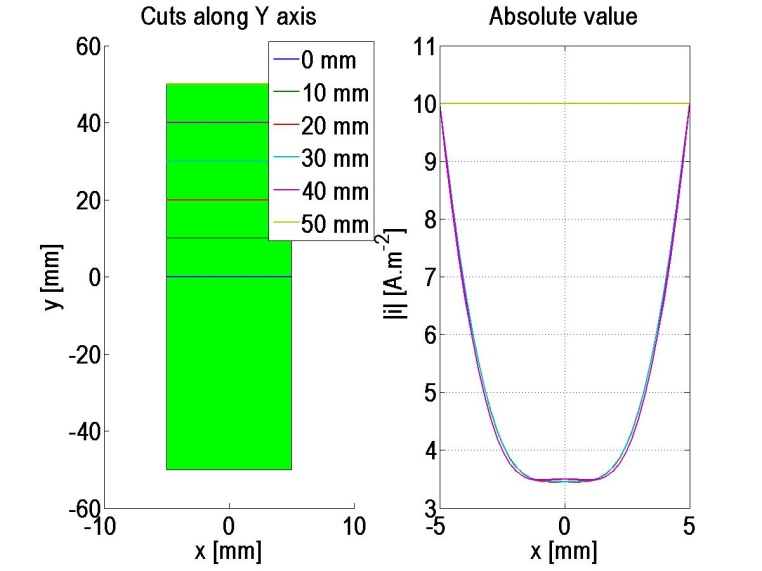 Cuts along Y axis
60
40
20
0
-20
-40
-60
-10
0
10
y [mm]
x [mm]
0 mm
10 mm
20 mm
30 mm
40 mm
50 mm
Absolute value
11
10
9
8
7
6
5
4
3
-5
0
5
|i| [A.m-2]
x [mm]